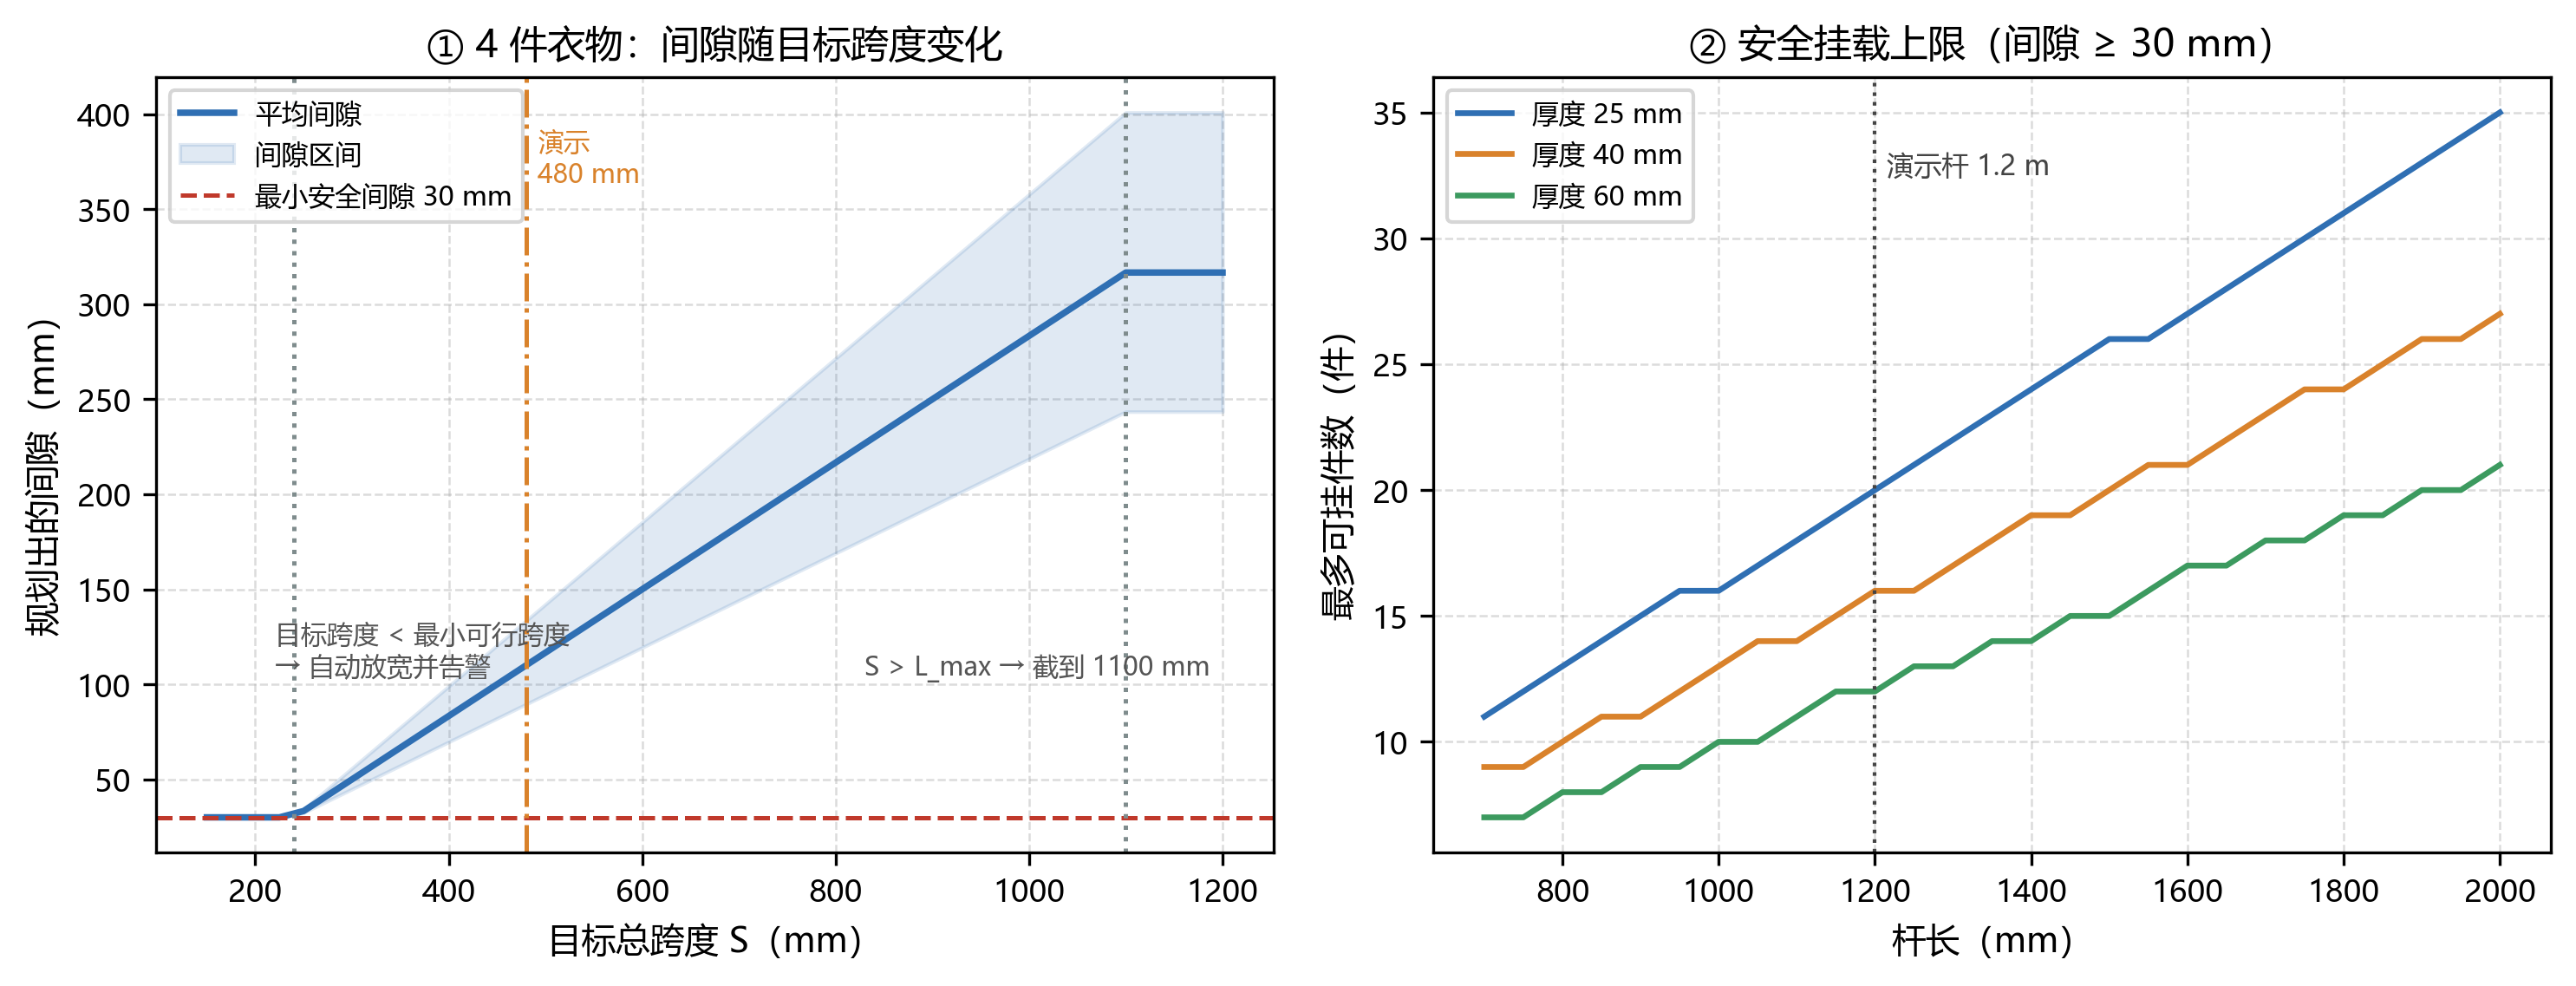 ① 4 件衣物：间隙随目标跨度变化
平均间隙
间隙区间
最小安全间隙 30 mm
演示
480 mm
目标跨度 < 最小可行跨度
→ 自动放宽并告警
S > L_max → 截到 1100 mm
规划出的间隙（mm）
400
350
300
250
200
150
100
50
200
400
600
800
1000
1200
目标总跨度 S（mm）
② 安全挂载上限（间隙 ≥ 30 mm）
厚度 25 mm
厚度 40 mm
厚度 60 mm
演示杆 1.2 m
最多可挂件数（件）
35
30
25
20
15
10
800
1000
1200
1400
1600
1800
2000
杆长（mm）